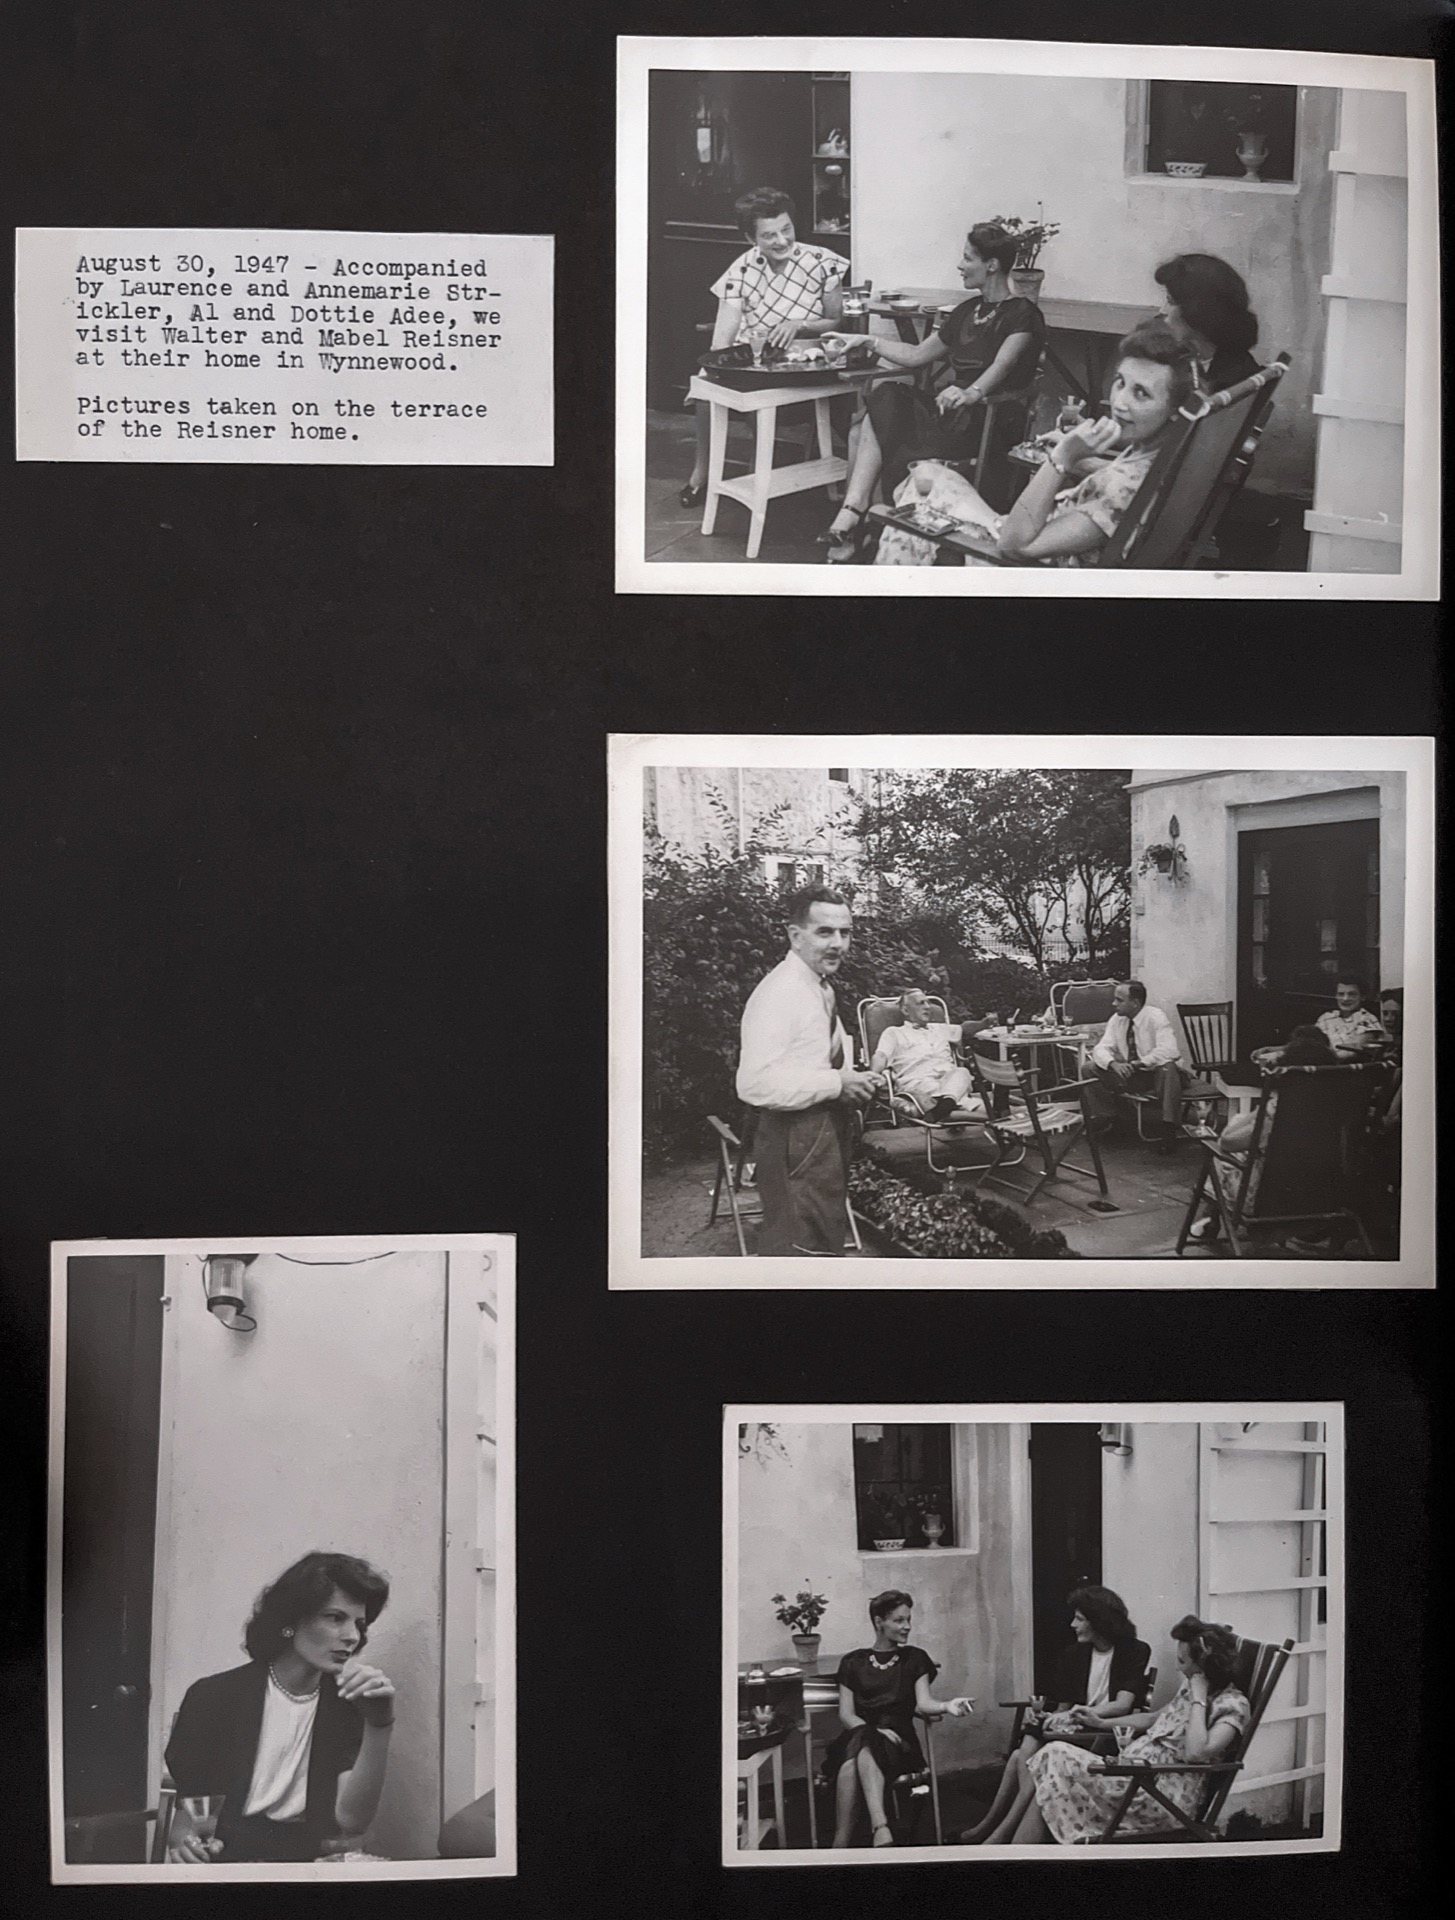 August 30, 1947 - Accompanied
by Laurence and Annemarie Str-
ickler, Al and Dottie Adee, we
visit Walter and Mabel Reisner
at their home in Wynnewood.
Pictures taken on the terrace
of the Reisner home.